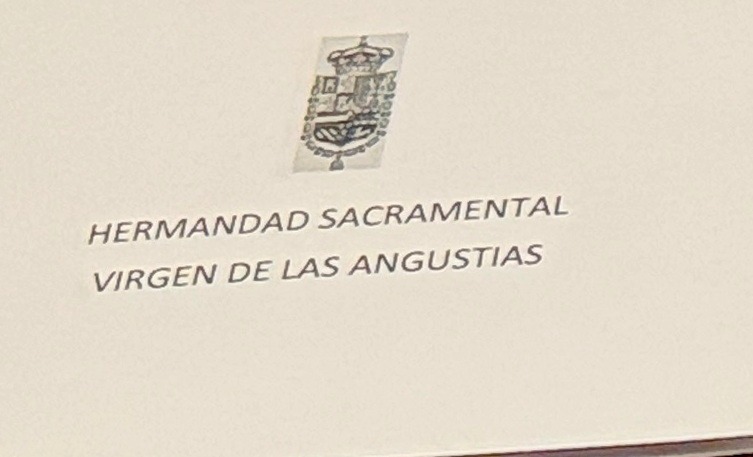 HERMANDAD SACRAMENTAL
VIRGEN DE LAS ANGUSTIAS